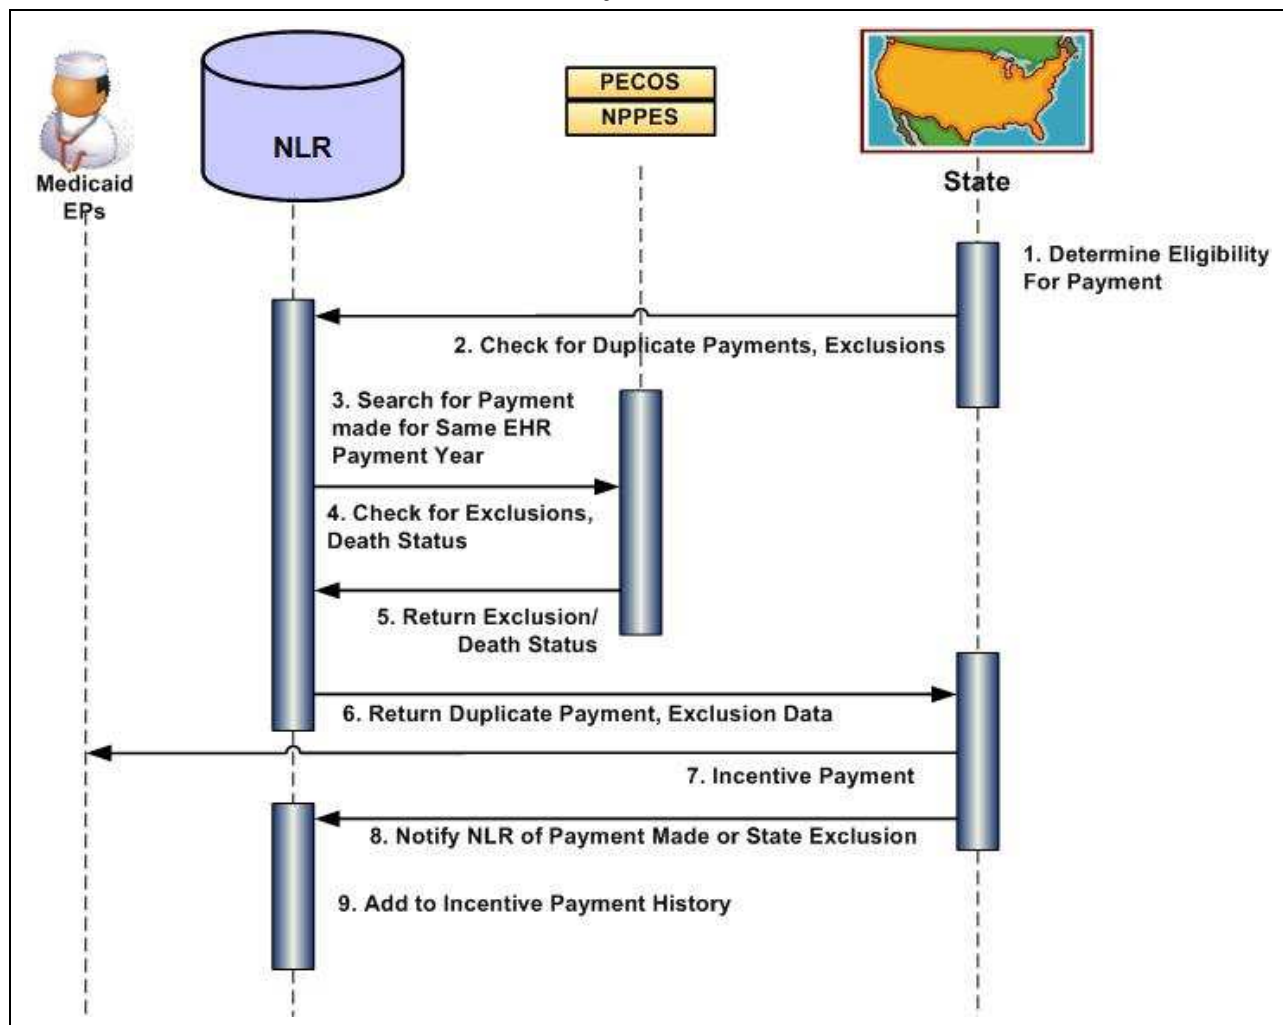 PECOS
NPPES
NLR
Medicaid
EPs
State
1. Determine Eligibility
For Payment
2. Check for Duplicate Payments, Exclusions
3. Search for Payment
made for Same EHR
Payment Year
4. Check for Exclusions,
Death Status
5. Return Exclusion/
Death Status
6. Return Duplicate Payment, Exclusion Data
7. Incentive Payment
8. Notify NLR of Payment Made or State Exclusion
9. Add to Incentive Payment History